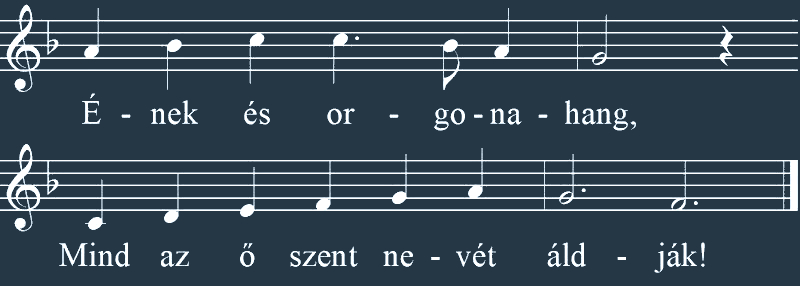 É - nek és or - go - na - hang,
Mind az ő szent ne - vét áld - ják!